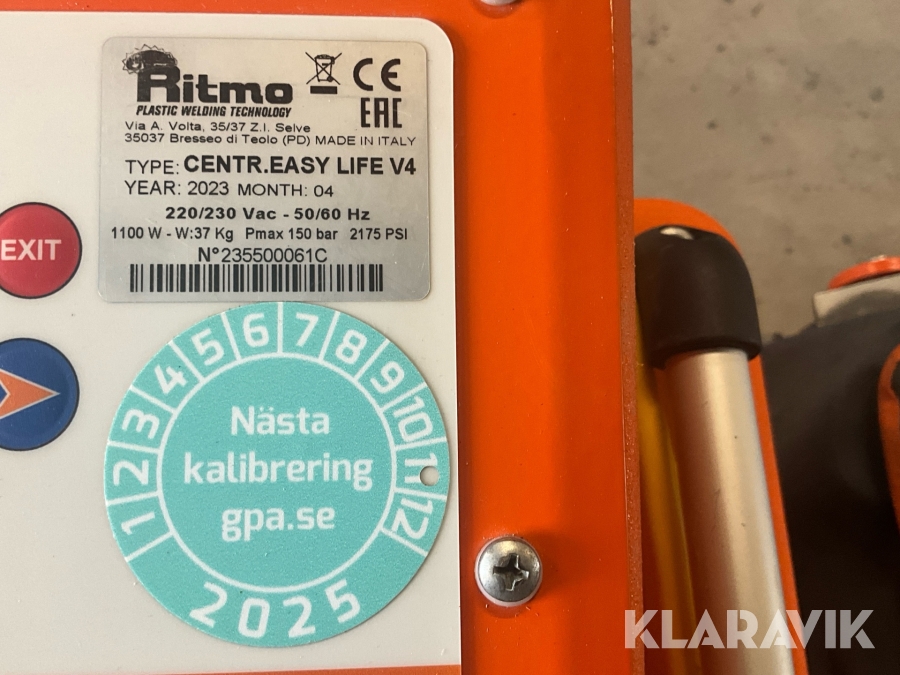 Ritmo
PLASTIC WELDING TECHNOLOGY
CE
EAC
Via A. Volta, 35/37 Z.I. Selve
35037 Bresseo di Teolo (PD) MADE IN ITALY
TYPE: CENTR.EASY LIFE V4
YEAR: 2023 MONTH: 04
220/230 Vac - 50/60 Hz
1100 W - W:37 Kg Pmax 150 bar 2175 PSI
N°235500061C
EXIT
1 2 3 4 5 6 7 8 9 10 11 12
Nästa
kalibrering
gpa.se
2025
KLARAVIK